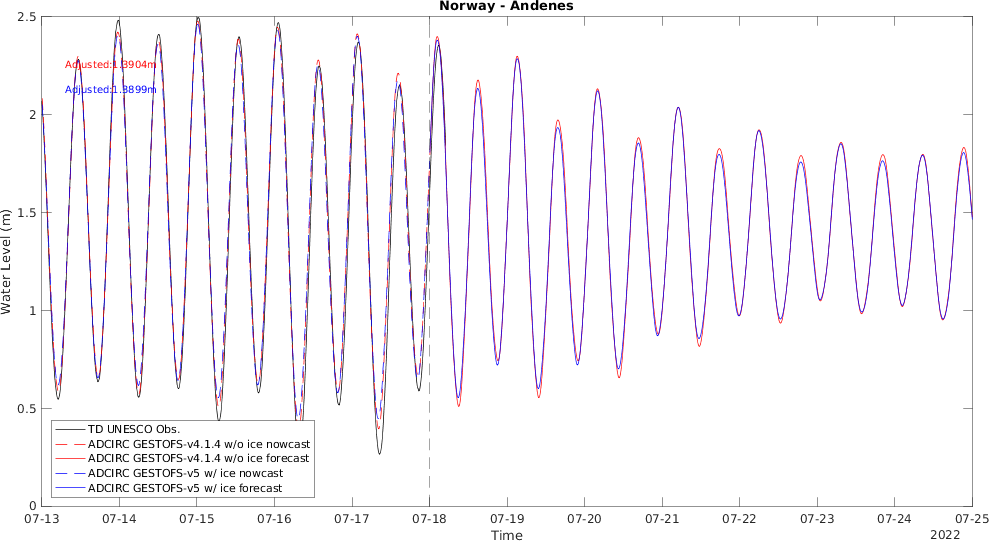 Norway - Andenes
2.5
Adjusted:1.3904m
Adjusted:1.3899m
2
1.5
Water Level (m)
1
0.5
0
TD UNESCO Obs.
ADCIRC GESTOFS-v4.1.4 w/o ice nowcast
ADCIRC GESTOFS-v4.1.4 w/o ice forecast
ADCIRC GESTOFS-v5 w/ ice nowcast
ADCIRC GESTOFS-v5 w/ ice forecast
07-13 07-14 07-15 07-16 07-17 07-18 07-19 07-20 07-21 07-22 07-23 07-24 07-25
Time
2022